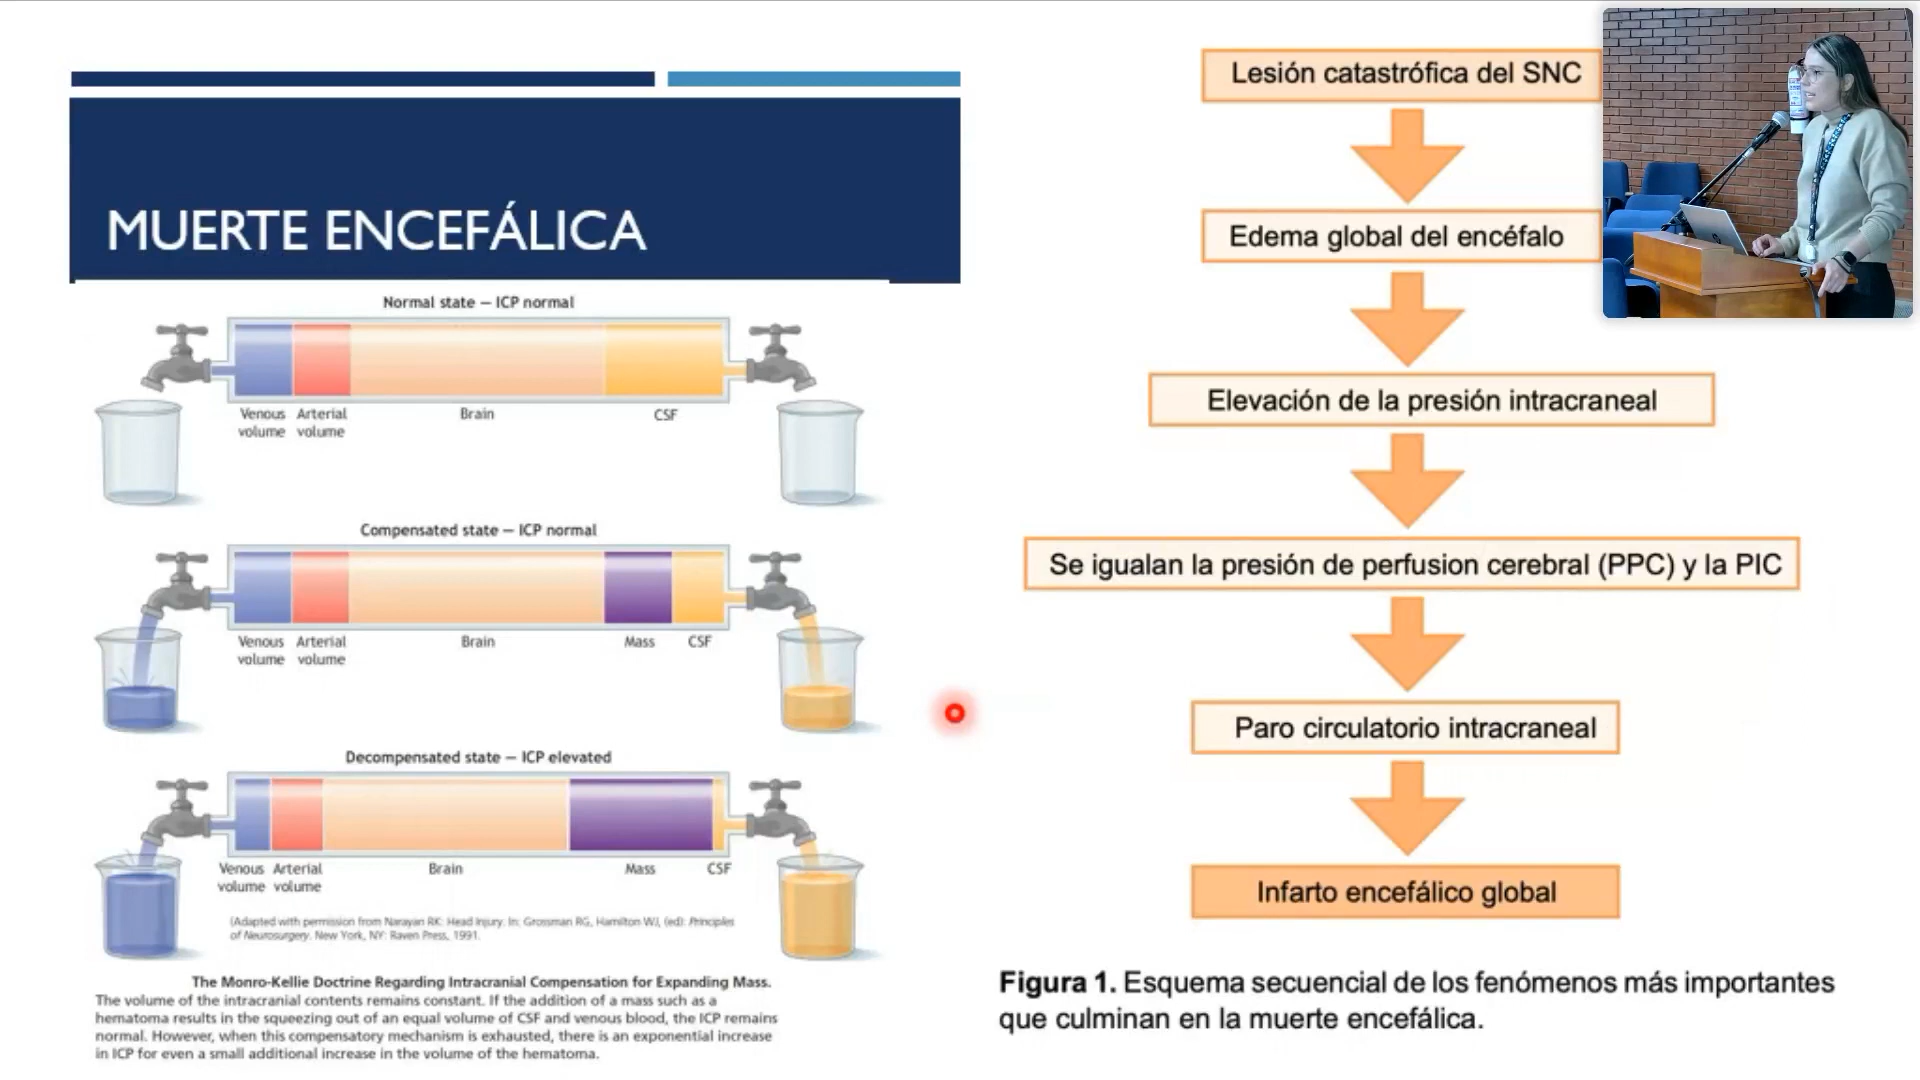 MUERTE ENCEFÁLICA
Normal state – ICP normal
Venous Arterial Brain CSF
volume volume
Compensated state – ICP normal
Venous Arterial Brain Mass CSF
volume volume
Decompensated state – ICP elevated
Venous Arterial Brain Mass CSF
volume volume
(Adapted with permission from Narayan RK: Head Injury. In: Grossman RG, Hamilton WJ, (ed): Principles
of Neurosurgery. New York, NY: Raven Press, 1991.
The Monro-Kellie Doctrine Regarding Intracranial Compensation for Expanding Mass.
The volume of the intracranial contents remains constant. If the addition of a mass such as a
hematoma results in the squeezing out of an equal volume of CSF and venous blood, the ICP remains
normal. However, when this compensatory mechanism is exhausted, there is an exponential increase
in ICP for even a small additional increase in the volume of the hematoma.
Lesión catastrófica del SNC
Edema global del encéfalo
Elevación de la presión intracraneal
Se igualan la presión de perfusion cerebral (PPC) y la PIC
Paro circulatorio intracraneal
Infarto encefálico global
Figura 1. Esquema secuencial de los fenómenos más importantes
que culminan en la muerte encefálica.